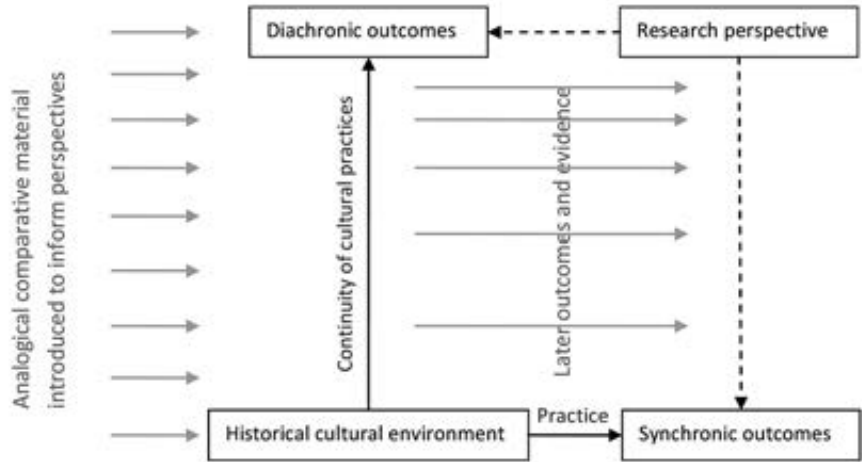 Diachronic outcomes
Research perspective
Analogical comparative material
introduced to inform perspectives
Continuity of cultural practices
Later outcomes and evidence
Historical cultural environment
Practice
Synchronic outcomes